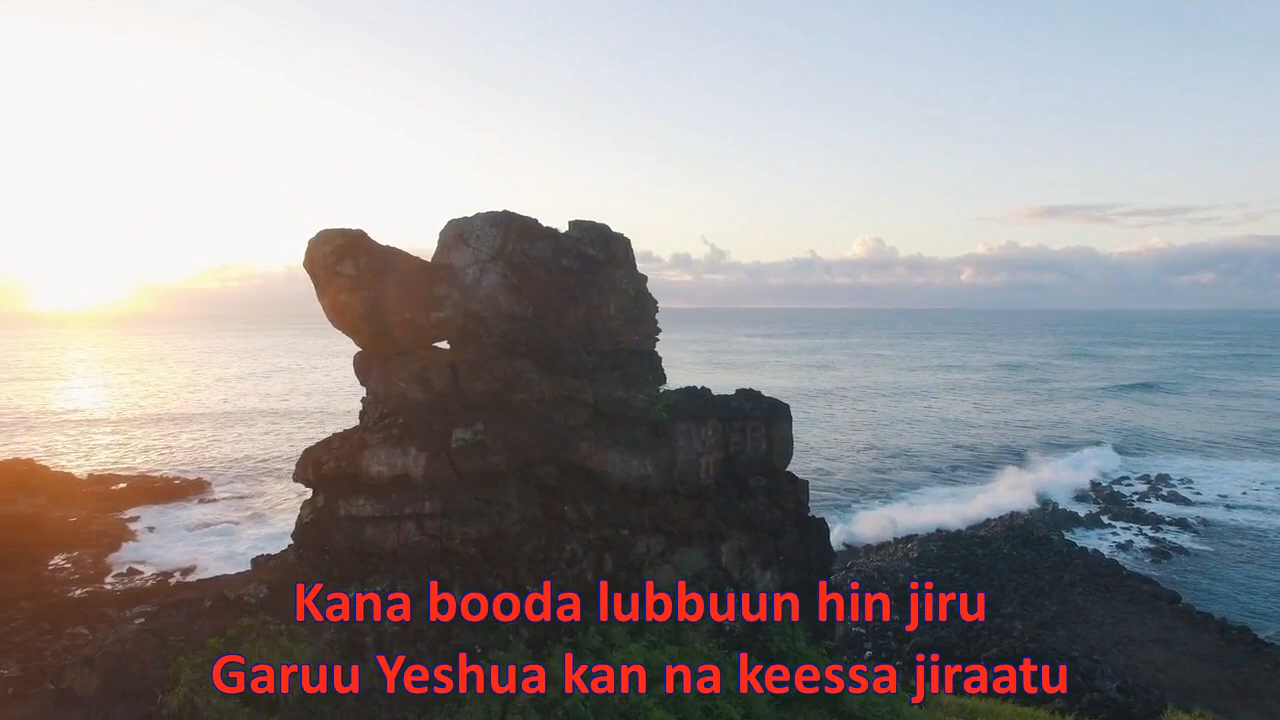 Kana booda lubbuun hin jiru
Garuu Yeshua kan na keessa jiraatu